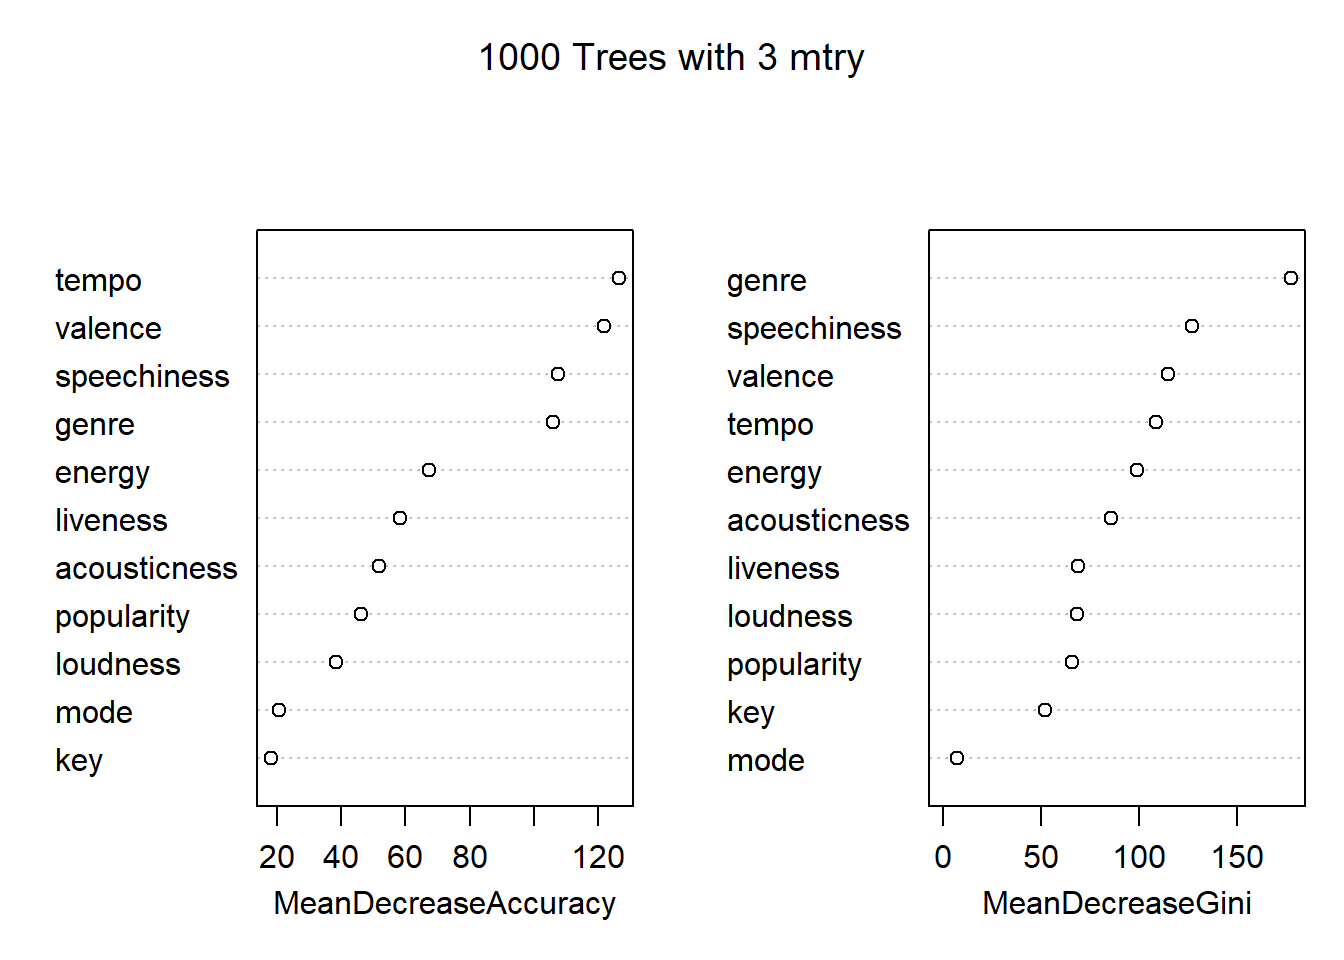 1000 Trees with 3 mtry
tempo
valence
speechiness
genre
energy
liveness
acousticness
popularity
loudness
mode
key
20 40 60 80 120
MeanDecreaseAccuracy
genre
speechiness
valence
tempo
energy
acousticness
liveness
loudness
popularity
key
mode
0 50 100 150
MeanDecreaseGini